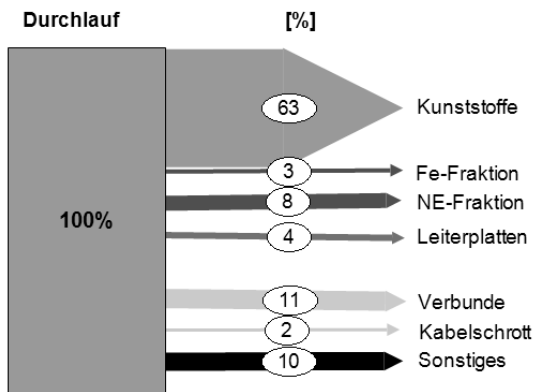 Durchlauf [%]
63 Kunststoffe
3 Fe-Fraktion
8 NE-Fraktion
100%
4 Leiterplatten
11 Verbunde
2 Kabelschrott
10 Sonstiges